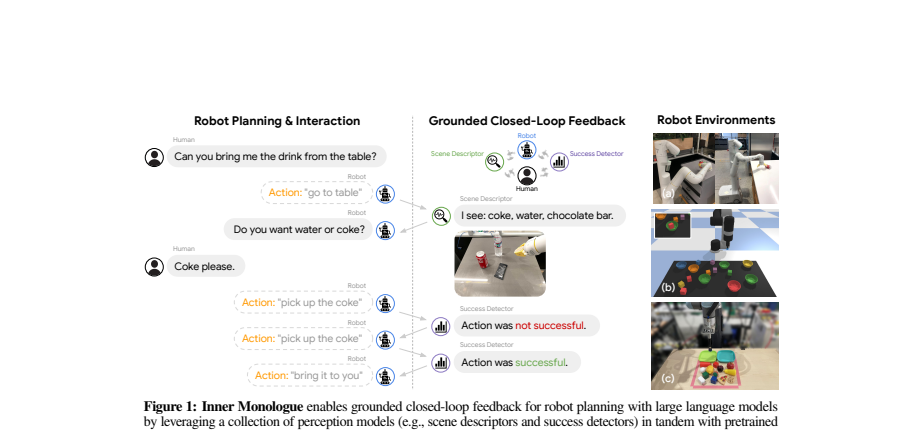 Robot Planning & Interaction
Human
Can you bring me the drink from the table?
Robot
Action: "go to table"
Robot
Do you want water or coke?
Human
Coke please.
Robot
Action: "pick up the coke"
Robot
Action: "pick up the coke"
Robot
Action: "bring it to you"
Grounded Closed-Loop Feedback
Robot
Scene Descriptor
Success Detector
Human
Scene Descriptor
I see: coke, water, chocolate bar.
Success Detector
Action was not successful.
Success Detector
Action was successful.
Robot Environments
(a)
(b)
(c)
Figure 1: Inner Monologue enables grounded closed-loop feedback for robot planning with large language models
by leveraging a collection of perception models (e.g., scene descriptors and success detectors) in tandem with pretrained